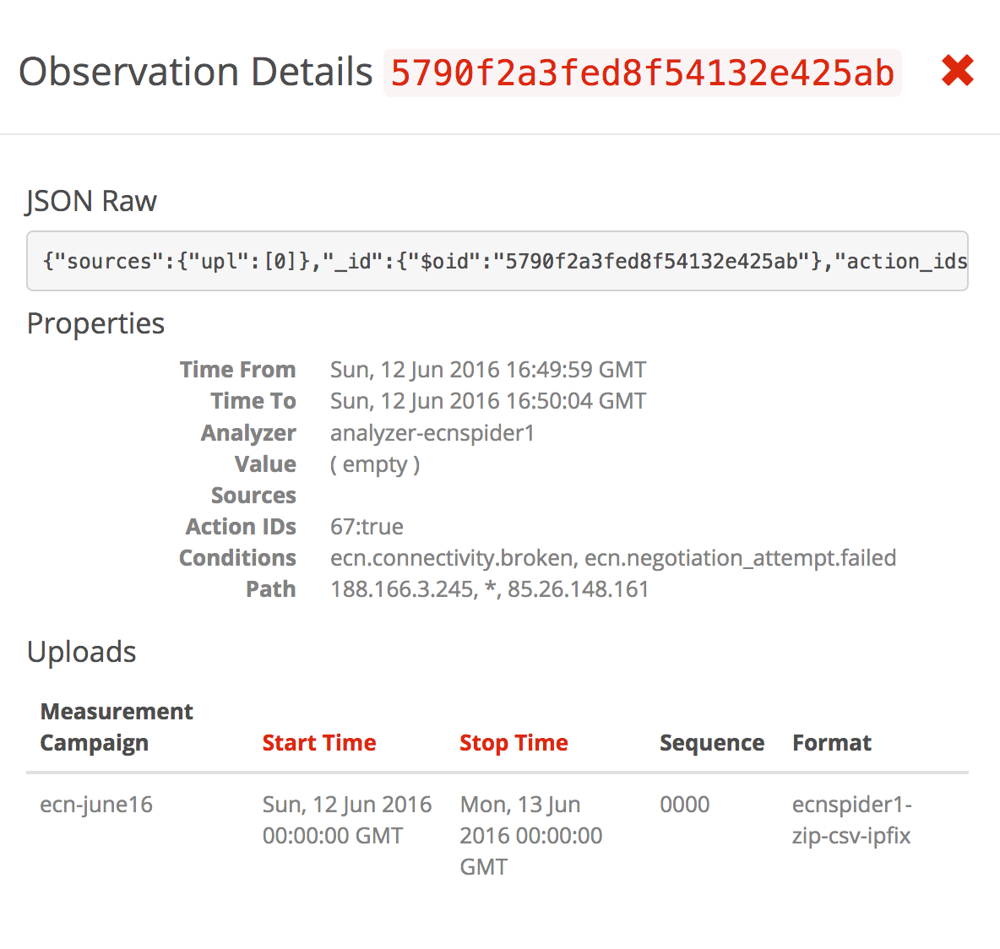 Observation Details 5790f2a3fed8f54132e425ab ✖
JSON Raw
{"sources":{"upl":[0]},"_id":{"$oid":"5790f2a3fed8f54132e425ab"},"action_ids
Properties
Time From Sun, 12 Jun 2016 16:49:59 GMT
Time To Sun, 12 Jun 2016 16:50:04 GMT
Analyzer analyzer-ecnspider1
Value ( empty )
Sources
Action IDs 67:true
Conditions ecn.connectivity.broken, ecn.negotiation_attempt.failed
Path 188.166.3.245, *, 85.26.148.161
Uploads
Measurement
Campaign Start Time Stop Time Sequence Format
ecn-june16 Sun, 12 Jun 2016 Mon, 13 Jun 0000 ecnspider1-
00:00:00 GMT 2016 00:00:00 zip-csv-ipfix
GMT